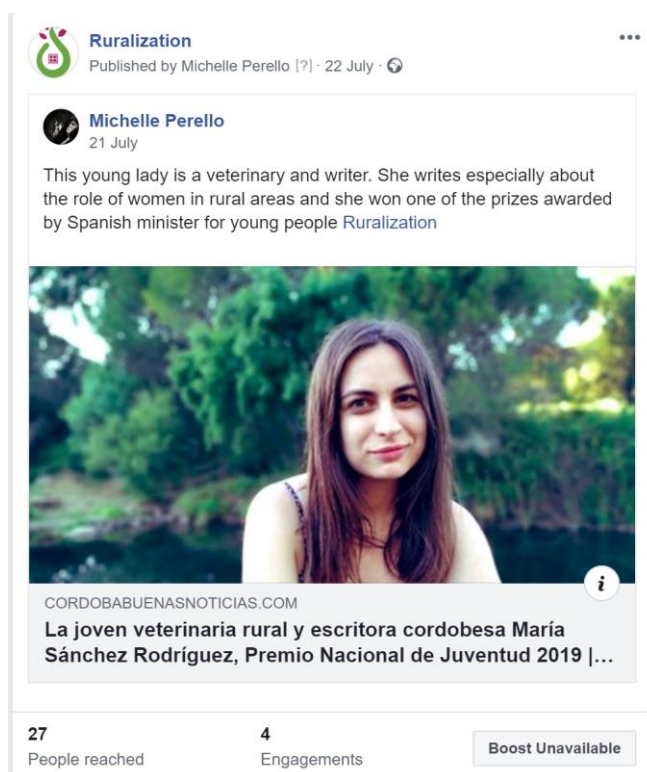 Ruralization
Published by Michelle Perello [?] · 22 July ·
Michelle Perello
21 July
This young lady is a veterinary and writer. She writes especially about
the role of women in rural areas and she won one of the prizes awarded
by Spanish minister for young people Ruralization
i
CORDOBABUENASNOTICIAS.COM
La joven veterinaria rural y escritora cordobesa María
Sánchez Rodríguez, Premio Nacional de Juventud 2019 |...
27
People reached
4
Engagements
Boost Unavailable